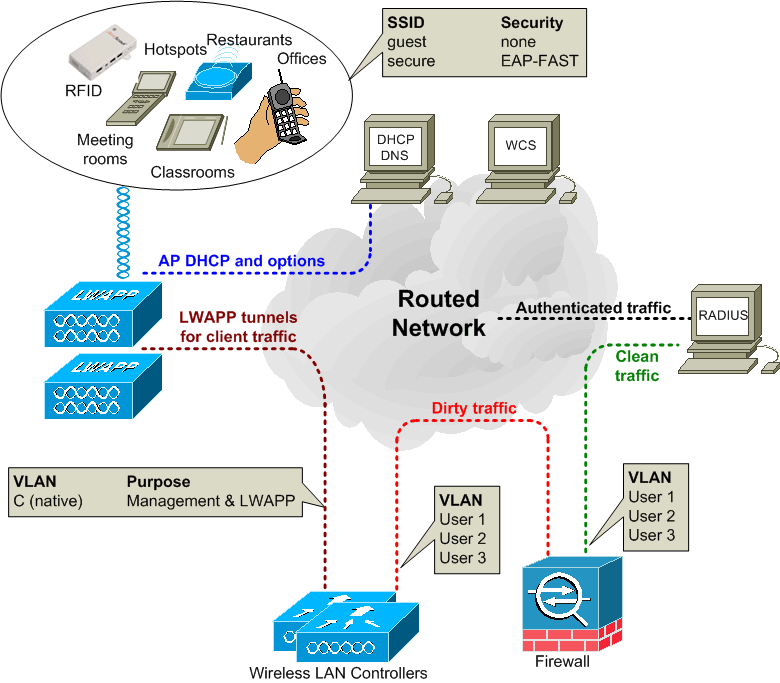 SSID Security
guest none
secure EAP-FAST
Restaurants
Hotspots
Offices
RFID
Meeting
rooms
Classrooms
DHCP
DNS
WCS
AP DHCP and options
LWAPP
LWAPP
LWAPP tunnels
for client traffic
Routed
Network
Authenticated traffic
RADIUS
Clean
traffic
Dirty traffic
VLAN Purpose
C (native) Management & LWAPP
VLAN
User 1
User 2
User 3
VLAN
User 1
User 2
User 3
Wireless LAN Controllers
Firewall